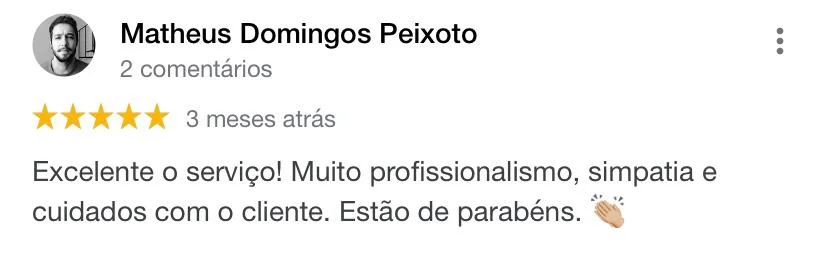 Matheus Domingos Peixoto
2 comentários
3 meses atrás
Excelente o serviço! Muito profissionalismo, simpatia e
cuidados com o cliente. Estão de parabéns. 👏🏼